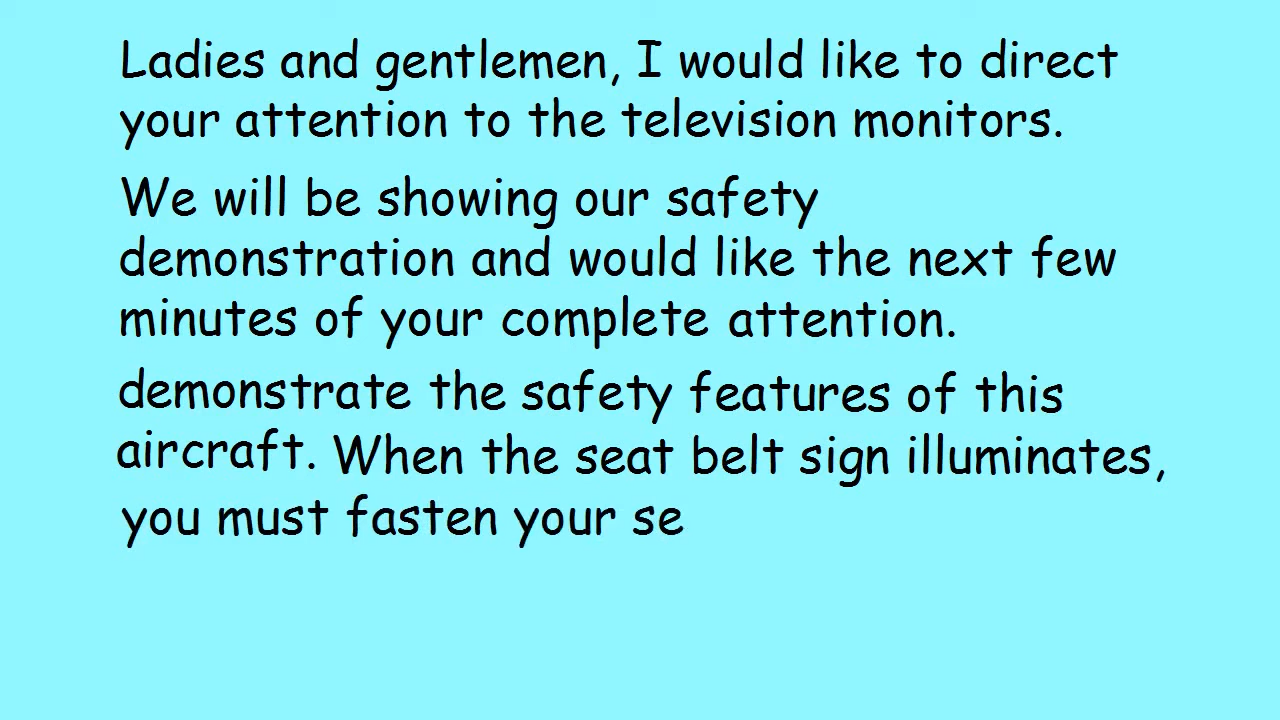 Ladies and gentlemen, I would like to direct
your attention to the television monitors.
We will be showing our safety
demonstration and would like the next few
minutes of your complete attention.
demonstrate the safety features of this
aircraft. When the seat belt sign illuminates,
you must fasten your se